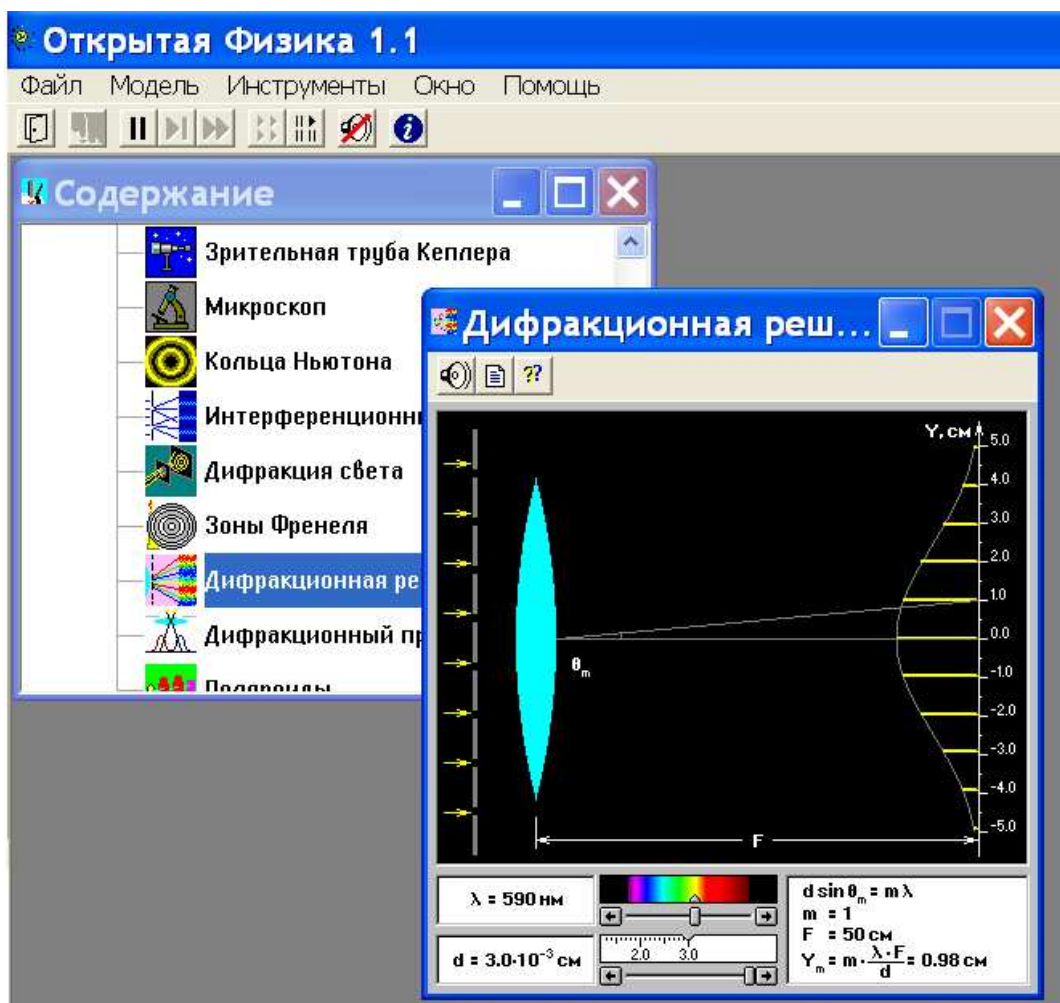 Открытая Физика 1.1
Файл Модель Инструменты Окно Помощь
Содержание
Зрительная труба Кеплера
Микроскоп
Кольца Ньютона
Интерференционн
Дифракция света
Зоны Френеля
Дифракционная ре
Дифракционный пр
Поляроиды
Дифракционная реш...
??
Y, см
5.0
4.0
3.0
2.0
1.0
0.0
-1.0
-2.0
-3.0
-4.0
-5.0
θm
F
λ = 590 нм
d = 3.0·10⁻³ см
2.0 3.0
d sin θm = m λ
m = 1
F = 50 см
Ym = m · λ·F/d = 0.98 см